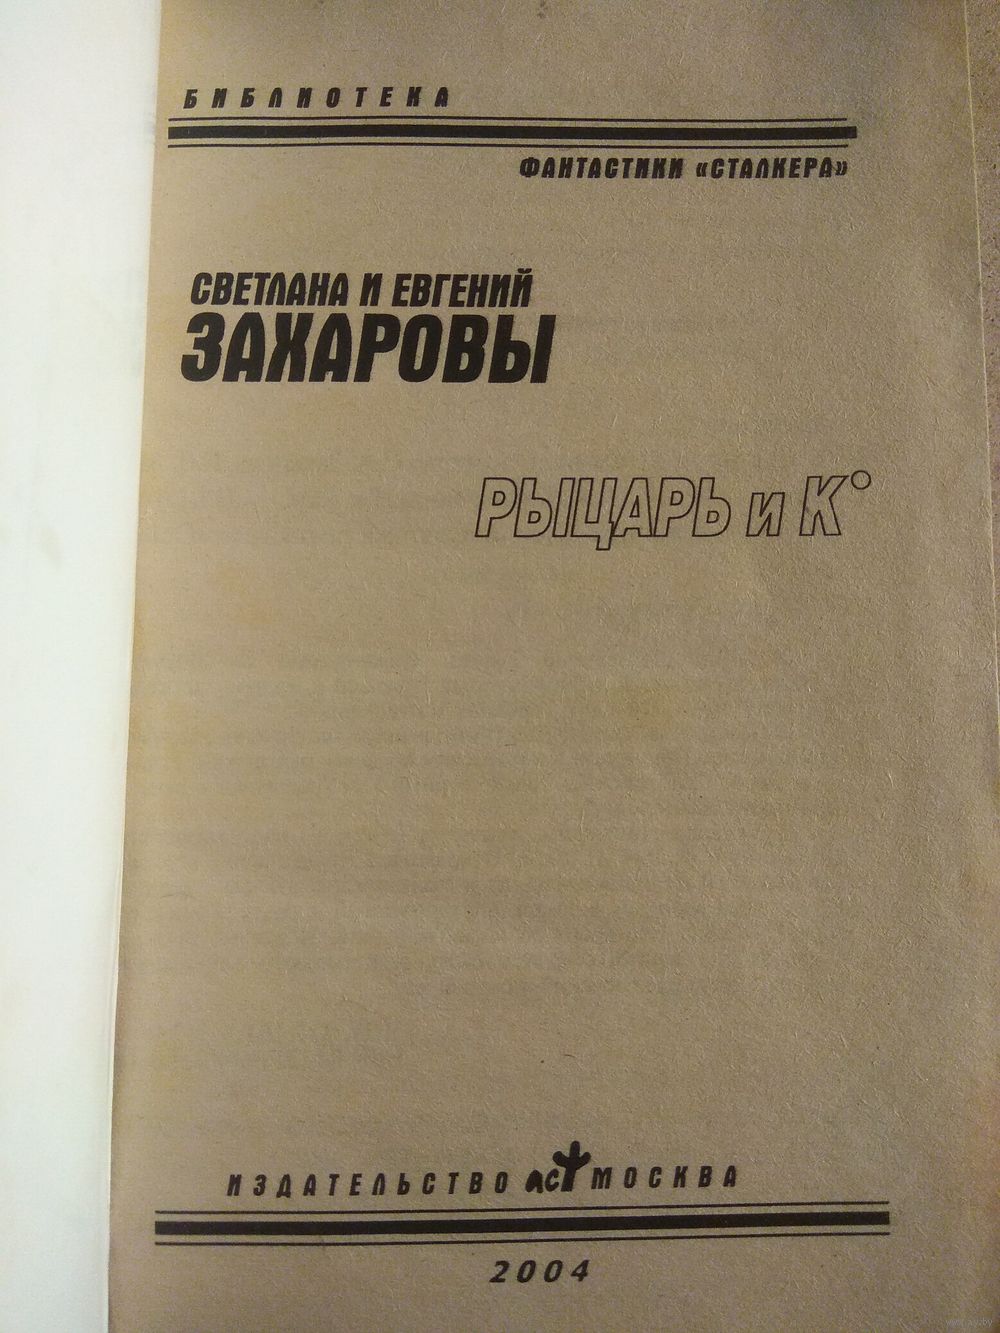 БИБЛИОТЕКА
ФАНТАСТИКИ «СТАЛКЕРА»
СВЕТЛАНА И ЕВГЕНИЙ
ЗАХАРОВЫ
РЫЦАРЬ и К°
ИЗДАТЕЛЬСТВО АСТ МОСКВА
2004